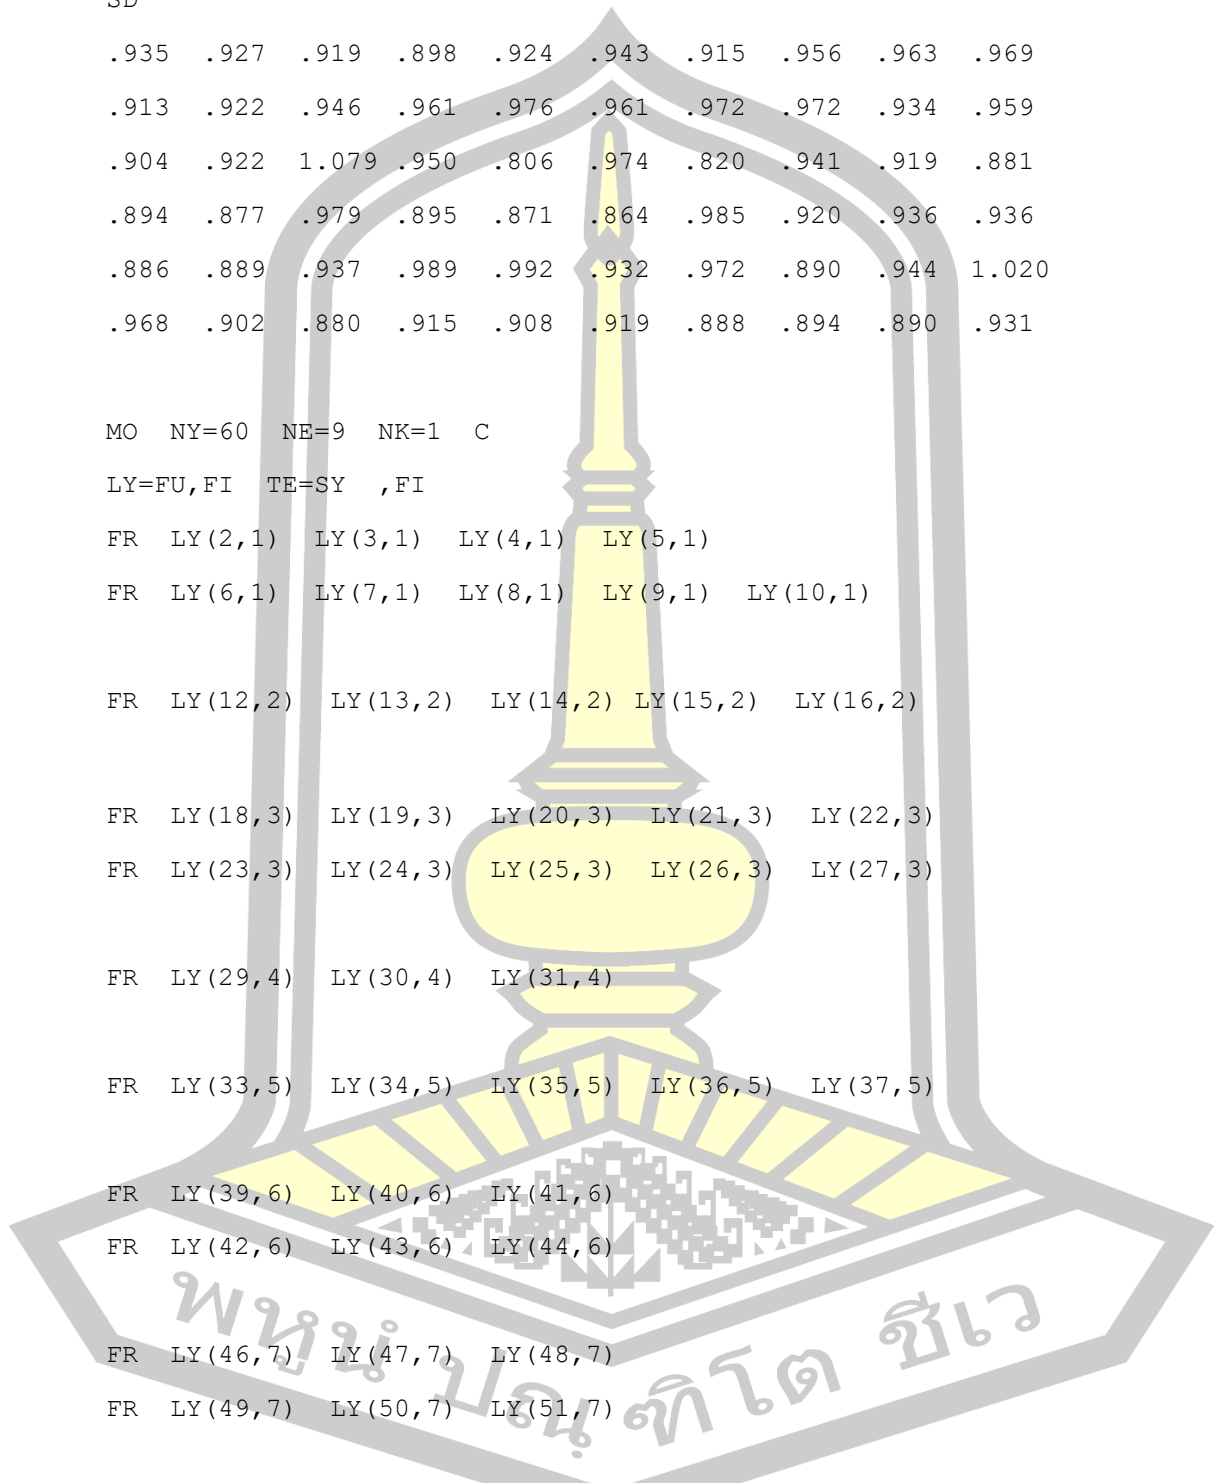 SD
.935 .927 .919 .898 .924 .943 .915 .956 .963 .969
.913 .922 .946 .961 .976 .961 .972 .972 .934 .959
.904 .922 1.079 .950 .806 .974 .820 .941 .919 .881
.894 .877 .979 .895 .871 .864 .985 .920 .936 .936
.886 .889 .937 .989 .992 .932 .972 .890 .944 1.020
.968 .902 .880 .915 .908 .919 .888 .894 .890 .931
MO NY=60 NE=9 NK=1 C
LY=FU,FI TE=SY ,FI
FR LY(2,1) LY(3,1) LY(4,1) LY(5,1)
FR LY(6,1) LY(7,1) LY(8,1) LY(9,1) LY(10,1)
FR LY(12,2) LY(13,2) LY(14,2) LY(15,2) LY(16,2)
FR LY(18,3) LY(19,3) LY(20,3) LY(21,3) LY(22,3)
FR LY(23,3) LY(24,3) LY(25,3) LY(26,3) LY(27,3)
FR LY(29,4) LY(30,4) LY(31,4)
FR LY(33,5) LY(34,5) LY(35,5) LY(36,5) LY(37,5)
FR LY(39,6) LY(40,6) LY(41,6)
FR LY(42,6) LY(43,6) LY(44,6)
FR LY(46,7) LY(47,7) LY(48,7)
FR LY(49,7) LY(50,7) LY(51,7)
พหูนํ ปณฺฑิโต ชีเว